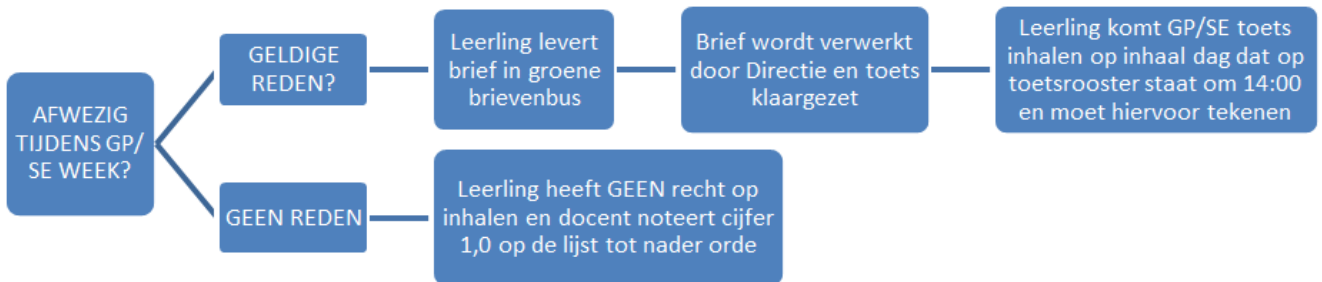 AFWEZIG
TIJDENS GP/
SE WEEK?
GELDIGE
REDEN?
Leerling levert
brief in groene
brievenbus
Brief wordt verwerkt
door Directie en toets
klaargezet
Leerling komt GP/SE toets
inhalen op inhaal dag dat op
toetsrooster staat om 14:00
en moet hiervoor tekenen
GEEN REDEN
Leerling heeft GEEN recht op
inhalen en docent noteert cijfer
1,0 op de lijst tot nader orde